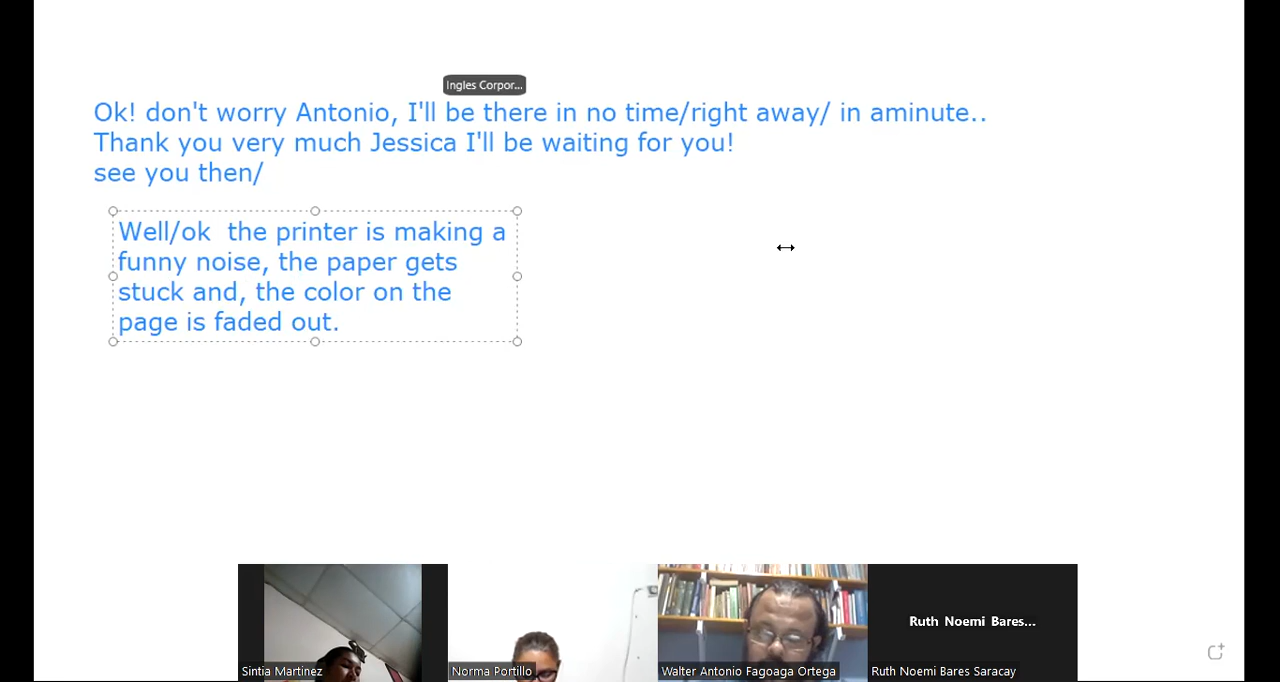 Ingles Corpor...
Ok! don't worry Antonio, I'll be there in no time/right away/ in aminute..
Thank you very much Jessica I'll be waiting for you!
see you then/
Well/ok  the printer is making a
funny noise, the paper gets
stuck and, the color on the
page is faded out.
Ruth Noemi Bares...
Sintia Martinez
Norma Portillo
Walter Antonio Fagoaga Ortega
Ruth Noemi Bares Saracay